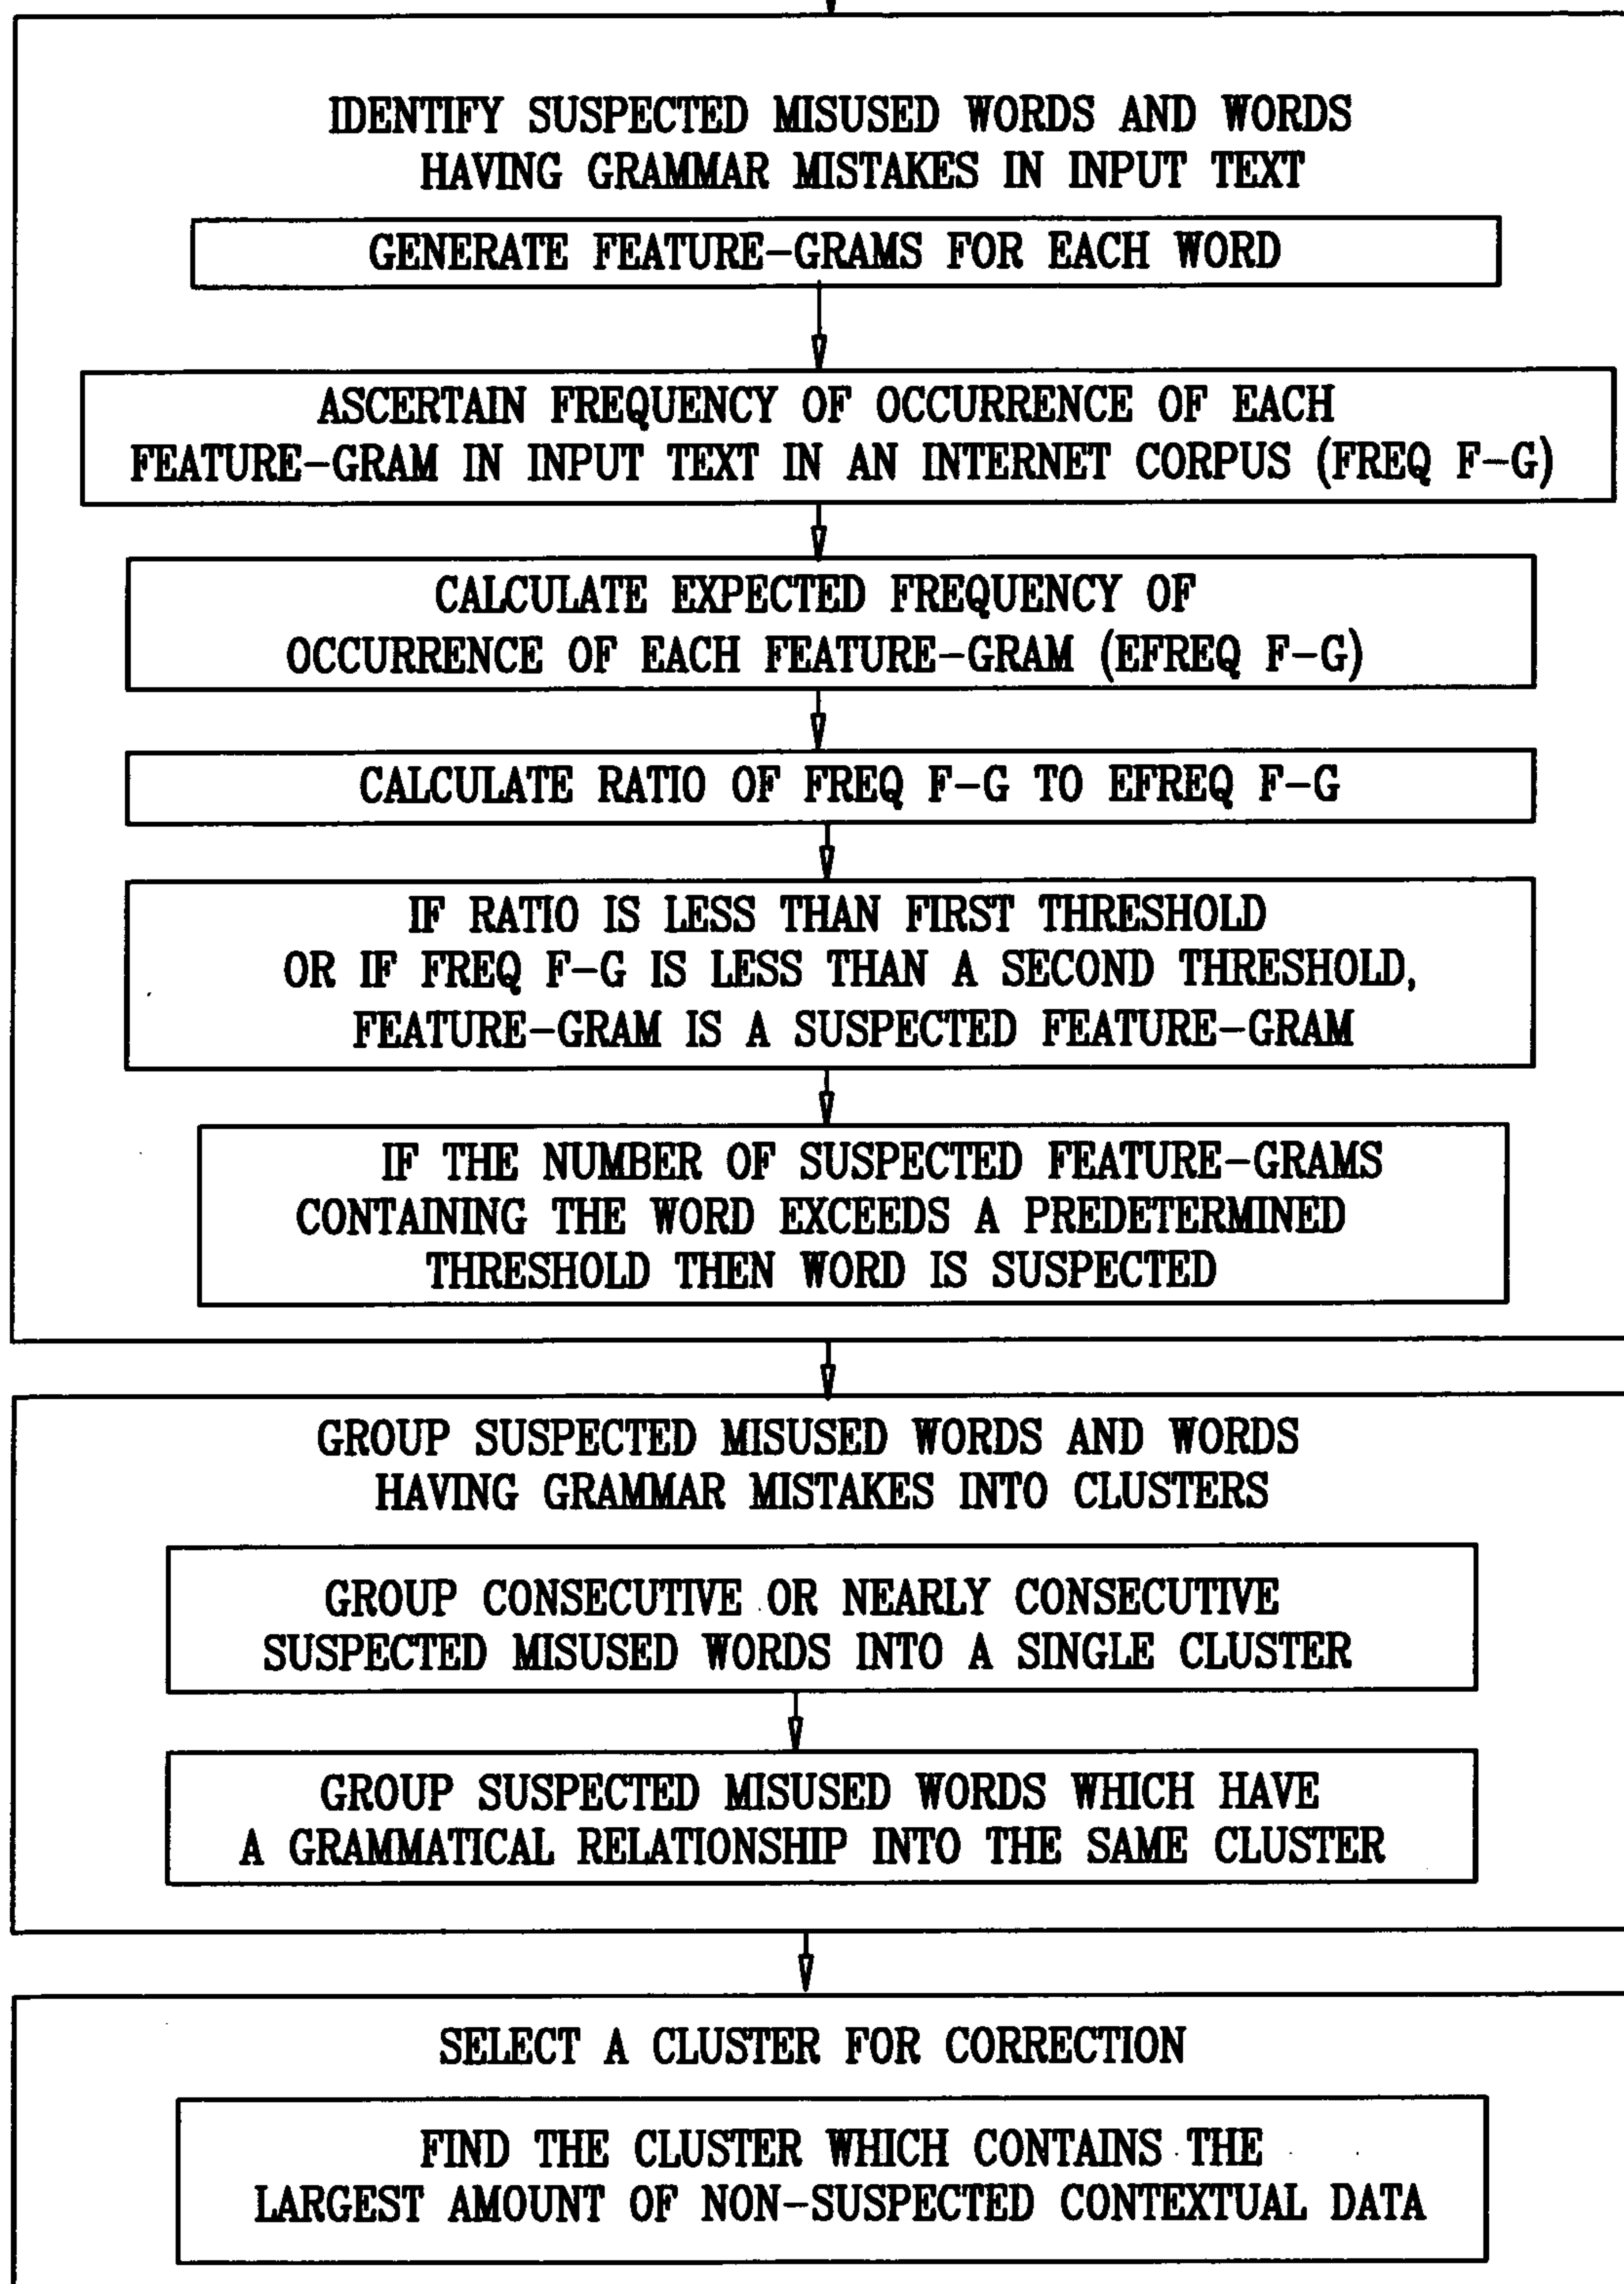 IDENTIFY SUSPECTED MISUSED WORDS AND WORDS
HAVING GRAMMAR MISTAKES IN INPUT TEXT
GENERATE FEATURE-GRAMS FOR EACH WORD
ASCERTAIN FREQUENCY OF OCCURRENCE OF EACH
FEATURE-GRAM IN INPUT TEXT IN AN INTERNET CORPUS (FREQ F-G)
CALCULATE EXPECTED FREQUENCY OF
OCCURRENCE OF EACH FEATURE-GRAM (EFREQ F-G)
CALCULATE RATIO OF FREQ F-G TO EFREQ F-G
IF RATIO IS LESS THAN FIRST THRESHOLD
OR IF FREQ F-G IS LESS THAN A SECOND THRESHOLD,
FEATURE-GRAM IS A SUSPECTED FEATURE-GRAM
IF THE NUMBER OF SUSPECTED FEATURE-GRAMS
CONTAINING THE WORD EXCEEDS A PREDETERMINED
THRESHOLD THEN WORD IS SUSPECTED
GROUP SUSPECTED MISUSED WORDS AND WORDS
HAVING GRAMMAR MISTAKES INTO CLUSTERS
GROUP CONSECUTIVE OR NEARLY CONSECUTIVE
SUSPECTED MISUSED WORDS INTO A SINGLE CLUSTER
GROUP SUSPECTED MISUSED WORDS WHICH HAVE
A GRAMMATICAL RELATIONSHIP INTO THE SAME CLUSTER
SELECT A CLUSTER FOR CORRECTION
FIND THE CLUSTER WHICH CONTAINS THE
LARGEST AMOUNT OF NON-SUSPECTED CONTEXTUAL DATA